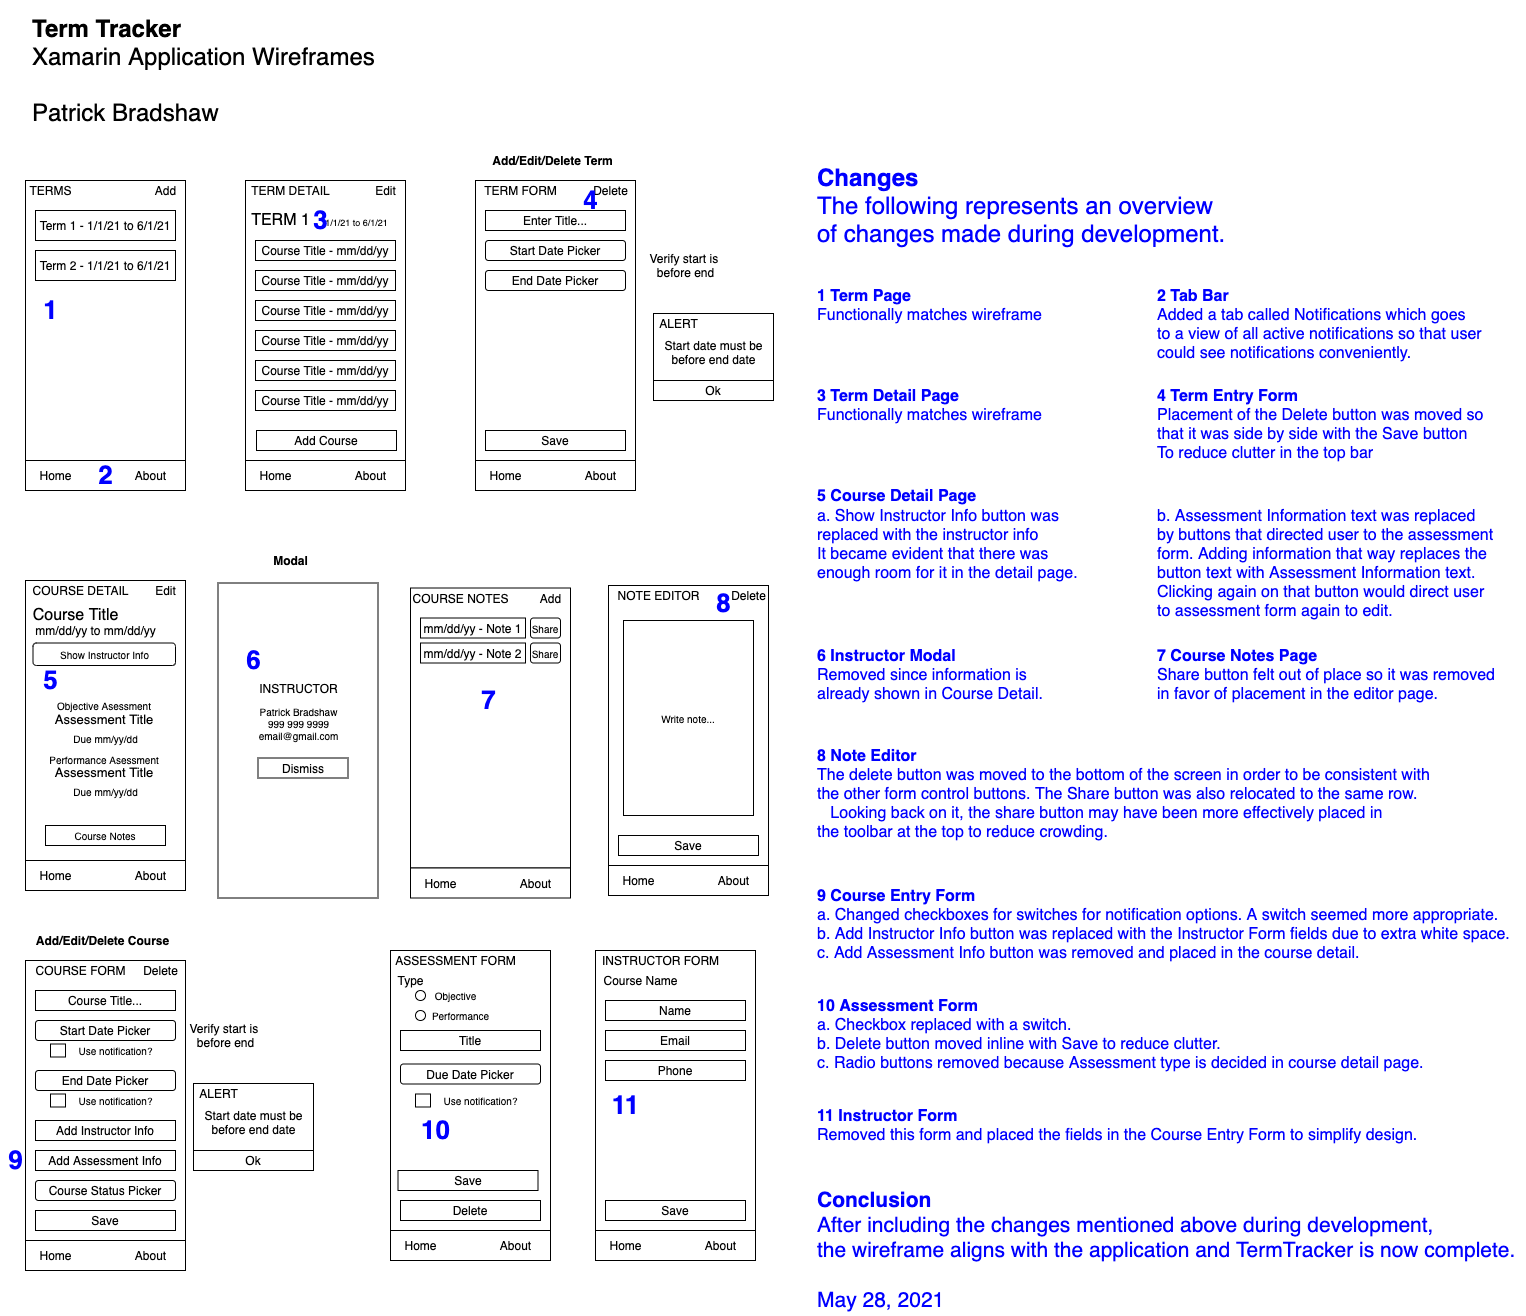 Term Tracker
Xamarin Application Wireframes
Patrick Bradshaw
Add/Edit/Delete Term
TERMS Add
Term 1 - 1/1/21 to 6/1/21
Term 2 - 1/1/21 to 6/1/21
1
Home 2 About
TERM DETAIL Edit
TERM 1 3 1/1/21 to 6/1/21
Course Title - mm/dd/yy
Course Title - mm/dd/yy
Course Title - mm/dd/yy
Course Title - mm/dd/yy
Course Title - mm/dd/yy
Course Title - mm/dd/yy
Add Course
Home About
TERM FORM Delete
4
Enter Title...
Start Date Picker
End Date Picker
Save
Home About
Verify start is
before end
ALERT
Start date must be
before end date
Ok
COURSE DETAIL Edit
Course Title
mm/dd/yy to mm/dd/yy
Show Instructor Info
5
Objective Asessment
Assessment Title
Due mm/yy/dd
Performance Asessment
Assessment Title
Due mm/yy/dd
Course Notes
Home About
Modal
6
INSTRUCTOR
Patrick Bradshaw
999 999 9999
email@gmail.com
Dismiss
COURSE NOTES Add
mm/dd/yy - Note 1 Share
mm/dd/yy - Note 2 Share
7
Home About
NOTE EDITOR 8 Delete
Write note...
Save
Home About
Add/Edit/Delete Course
COURSE FORM Delete
Course Title...
Start Date Picker
Use notification?
End Date Picker
Use notification?
Add Instructor Info
9 Add Assessment Info
Course Status Picker
Save
Home About
Verify start is
before end
ALERT
Start date must be
before end date
Ok
ASSESSMENT FORM
Type
Objective
Performance
Title
Due Date Picker
Use notification?
10
Save
Delete
Home About
INSTRUCTOR FORM
Course Name
Name
Email
Phone
11
Save
Home About
Changes
The following represents an overview
of changes made during development.
1 Term Page
Functionally matches wireframe
2 Tab Bar
Added a tab called Notifications which goes
to a view of all active notifications so that user
could see notifications conveniently.
3 Term Detail Page
Functionally matches wireframe
4 Term Entry Form
Placement of the Delete button was moved so
that it was side by side with the Save button
To reduce clutter in the top bar
5 Course Detail Page
a. Show Instructor Info button was
replaced with the instructor info
It became evident that there was
enough room for it in the detail page.
b. Assessment Information text was replaced
by buttons that directed user to the assessment
form. Adding information that way replaces the
button text with Assessment Information text.
Clicking again on that button would direct user
to assessment form again to edit.
6 Instructor Modal
Removed since information is
already shown in Course Detail.
7 Course Notes Page
Share button felt out of place so it was removed
in favor of placement in the editor page.
8 Note Editor
The delete button was moved to the bottom of the screen in order to be consistent with
the other form control buttons. The Share button was also relocated to the same row.
Looking back on it, the share button may have been more effectively placed in
the toolbar at the top to reduce crowding.
9 Course Entry Form
a. Changed checkboxes for switches for notification options. A switch seemed more appropriate.
b. Add Instructor Info button was replaced with the Instructor Form fields due to extra white space.
c. Add Assessment Info button was removed and placed in the course detail.
10 Assessment Form
a. Checkbox replaced with a switch.
b. Delete button moved inline with Save to reduce clutter.
c. Radio buttons removed because Assessment type is decided in course detail page.
11 Instructor Form
Removed this form and placed the fields in the Course Entry Form to simplify design.
Conclusion
After including the changes mentioned above during development,
the wireframe aligns with the application and TermTracker is now complete.
May 28, 2021